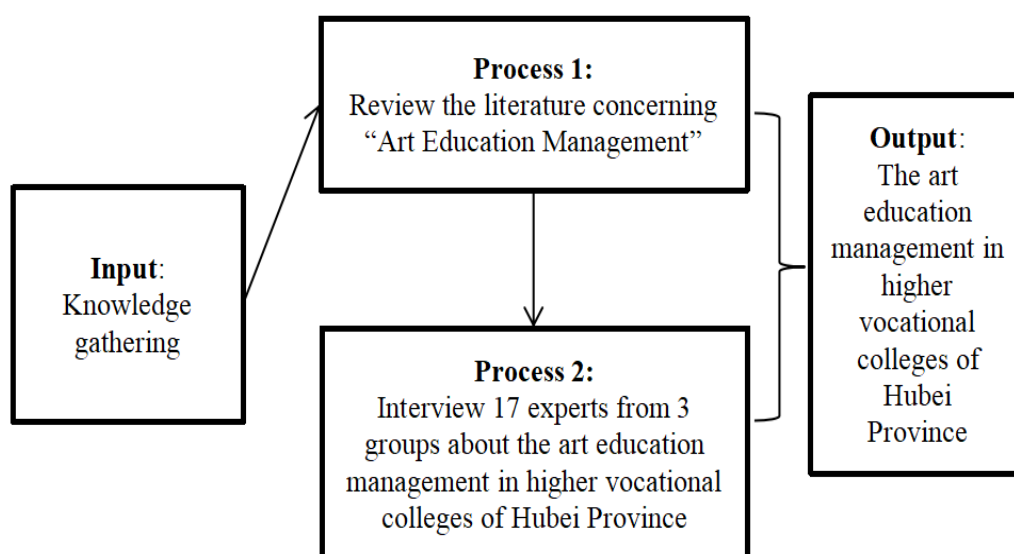 Input:
Knowledge
gathering
Process 1:
Review the literature concerning
“Art Education Management”
Process 2:
Interview 17 experts from 3
groups about the art education
management in higher vocational
colleges of Hubei Province
Output:
The art
education
management in
higher
vocational
colleges of
Hubei
Province